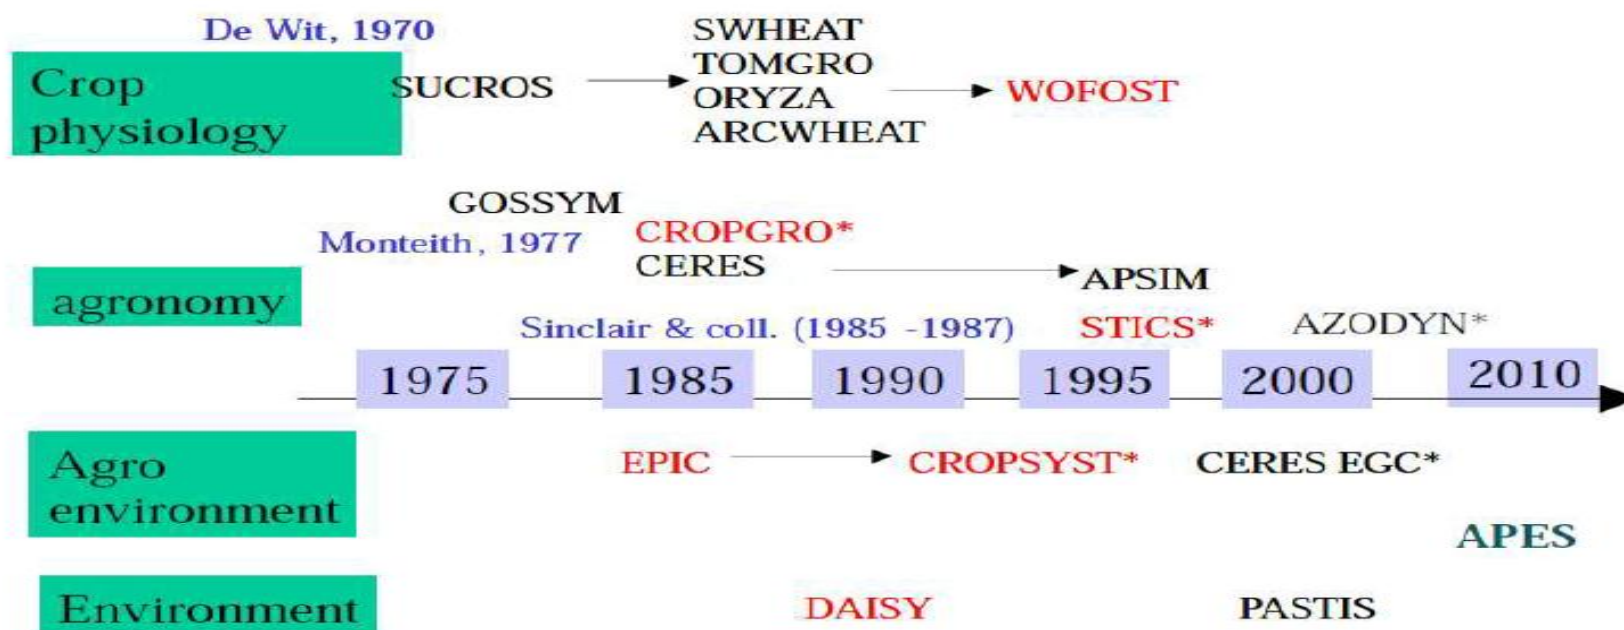 De Wit, 1970
Crop
physiology
SUCROS
SWHEAT
TOMGRO
ORYZA
ARCWHEAT
WOFOST
GOSSYM
Monteith, 1977
CROPGRO*
CERES
APSIM
agronomy
Sinclair & coll. (1985 -1987)
STICS*
AZODYN*
1975
1985
1990
1995
2000
2010
Agro
environment
EPIC
CROPSYST*
CERES EGC*
APES
Environment
DAISY
PASTIS